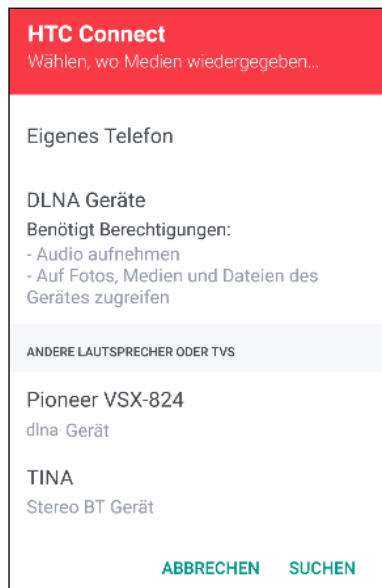 HTC Connect
Wählen, wo Medien wiedergegeben...
Eigenes Telefon
DLNA Geräte
Benötigt Berechtigungen:
- Audio aufnehmen
- Auf Fotos, Medien und Dateien des
Gerätes zugreifen
ANDERE LAUTSPRECHER ODER TVS
Pioneer VSX-824
dlna Gerät
TINA
Stereo BT Gerät
ABBRECHEN SUCHEN